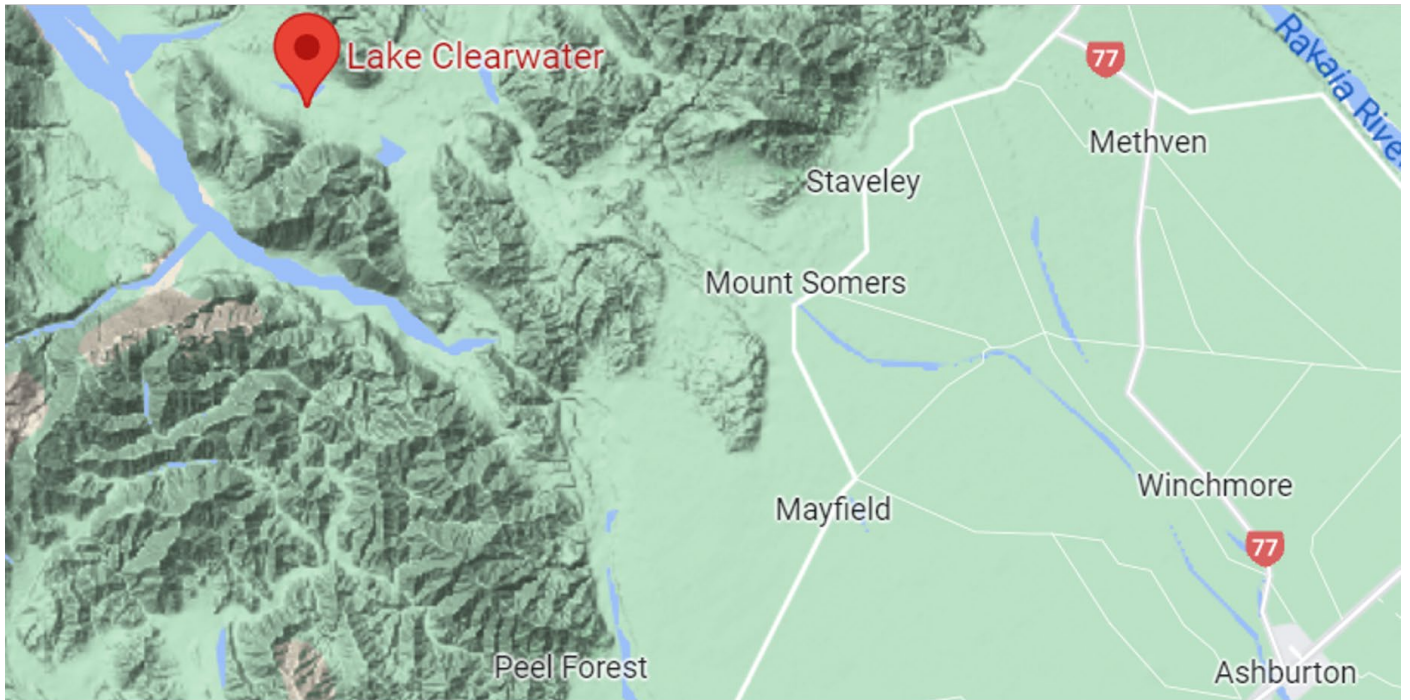 Lake Clearwater
77
Rakaia River
Methven
Staveley
Mount Somers
Winchmore
Mayfield
77
Peel Forest
Ashburton